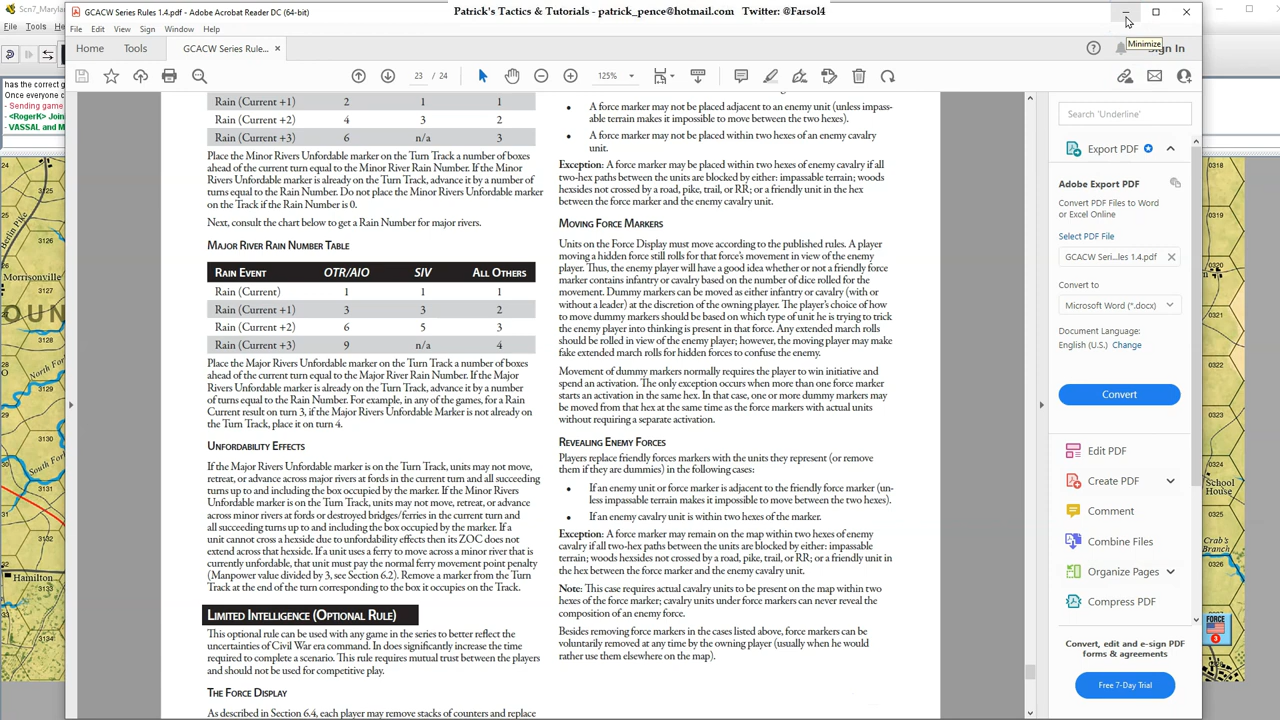 Scn7_Maryland
GCACW Series Rules 1.4.pdf - Adobe Acrobat Reader DC (64-bit)
Patrick's Tactics & Tutorials - patrick_pence@hotmail.com Twitter: @Farsol4
File Tools
File Edit View Sign Window Help
Minimize
Home Tools GCACW Series Rule... ×
Sign In
23 / 24
125%
has the correct g
Once everyone c
- Sending game
- <RogerK> Join
- VASSAL and M
Rain (Current +1) 2 1 1
Rain (Current +2) 4 3 2
Rain (Current +3) 6 n/a 3
Place the Minor Rivers Unfordable marker on the Turn Track a number of boxes
ahead of the current turn equal to the Minor River Rain Number. If the Minor
Rivers Unfordable marker is already on the Turn Track, advance it by a number of
turns equal to the Rain Number. Do not place the Minor Rivers Unfordable marker
on the Track if the Rain Number is 0.
Next, consult the chart below to get a Rain Number for major rivers.
Major River Rain Number Table
Rain Event OTR/AIO SIV All Others
Rain (Current) 1 1 1
Rain (Current +1) 3 3 2
Rain (Current +2) 6 5 3
Rain (Current +3) 9 n/a 4
Place the Major Rivers Unfordable marker on the Turn Track a number of boxes
ahead of the current turn equal to the Major River Rain Number. If the Major
Rivers Unfordable marker is already on the Turn Track, advance it by a number
of turns equal to the Rain Number. For example, in any of the games, for a Rain
Current result on turn 3, if the Major Rivers Unfordable Marker is not already on
the Turn Track, place it on turn 4.
Unfordability Effects
If the Major Rivers Unfordable marker is on the Turn Track, units may not move,
retreat, or advance across major rivers at fords in the current turn and all succeeding
turns up to and including the box occupied by the marker. If the Minor
Rivers Unfordable marker is on the Turn Track, units may not move, retreat, or advance
across minor rivers at fords or destroyed bridges/ferries in the current turn and
all succeeding turns up to and including the box occupied by the marker. If a
unit cannot cross a hexside due to unfordability effects then its ZOC does not
extend across that hexside. If a unit uses a ferry to move across a minor river that is
currently unfordable, that unit must pay the normal ferry movement point penalty
(Manpower value divided by 3, see Section 6.2). Remove a marker from the Turn
Track at the end of the turn corresponding to the box it occupies on the Track.
Limited Intelligence (Optional Rule)
This optional rule can be used with any game in the series to better reflect the
uncertainties of Civil War era command. In does significantly increase the time
required to complete a scenario. This rule requires mutual trust between the players
and should not be used for competitive play.
The Force Display
As described in Section 6.4, each player may remove stacks of counters and replace
• A force marker may not be placed adjacent to an enemy unit (unless impass-
able terrain makes it impossible to move between the two hexes).
• A force marker may not be placed within two hexes of an enemy cavalry
unit.
Exception: A force marker may be placed within two hexes of enemy cavalry if all
two-hex paths between the units are blocked by either: impassable terrain; woods
hexsides not crossed by a road, pike, trail, or RR; or a friendly unit in the hex
between the force marker and the enemy cavalry unit.
Moving Force Markers
Units on the Force Display must move according to the published rules. A player
moving a hidden force still rolls for that force's movement in view of the enemy
player. Thus, the enemy player will have a good idea whether or not a friendly force
marker contains infantry or cavalry based on the number of dice rolled for the
movement. Dummy markers can be moved as either infantry or cavalry (with or
without a leader) at the discretion of the owning player. The player's choice of how
to move dummy markers should be based on which type of unit he is trying to trick
the enemy player into thinking is present in that force. Any extended march rolls
should be rolled in view of the enemy player; however, the moving player may make
fake extended march rolls for hidden forces to confuse the enemy.
Movement of dummy markers normally requires the player to win initiative and
spend an activation. The only exception occurs when more than one force marker
starts an activation in the same hex. In that case, one or more dummy markers may
be moved from that hex at the same time as the force markers with actual units
without requiring a separate activation.
Revealing Enemy Forces
Players replace friendly forces markers with the units they represent (or remove
them if they are dummies) in the following cases:
• If an enemy unit or force marker is adjacent to the friendly force marker (un-
less impassable terrain makes it impossible to move between the two hexes).
• If an enemy cavalry unit is within two hexes of the marker.
Exception: A force marker may remain on the map within two hexes of enemy
cavalry if all two-hex paths between the units are blocked by either: impassable
terrain; woods hexsides not crossed by a road, pike, trail, or RR; or a friendly unit in
the hex between the force marker and the enemy cavalry unit.
Note: This case requires actual cavalry units to be present on the map within two
hexes of the force marker; cavalry units under force markers can never reveal the
composition of an enemy force.
Besides removing force markers in the cases listed above, force markers can be
voluntarily removed at any time by the owning player (usually when he would
rather use them elsewhere on the map).
Search 'Underline'
Export PDF
Adobe Export PDF
Convert PDF Files to Word
or Excel Online
Select PDF File
GCACW Seri...les 1.4.pdf ×
Convert to
Microsoft Word (*.docx)
Document Language:
English (U.S.) Change
Convert
Edit PDF
Create PDF
Comment
Combine Files
Organize Pages
Compress PDF
Convert, edit and e-sign PDF
forms & agreements
Free 7-Day Trial
Berlin Pike
3126
Morrisonville
OUN
North Fork
3130
3131
South Fork
Hamilton
0318
0319
0323
School
House
Crab's
Branch
FORCE
3